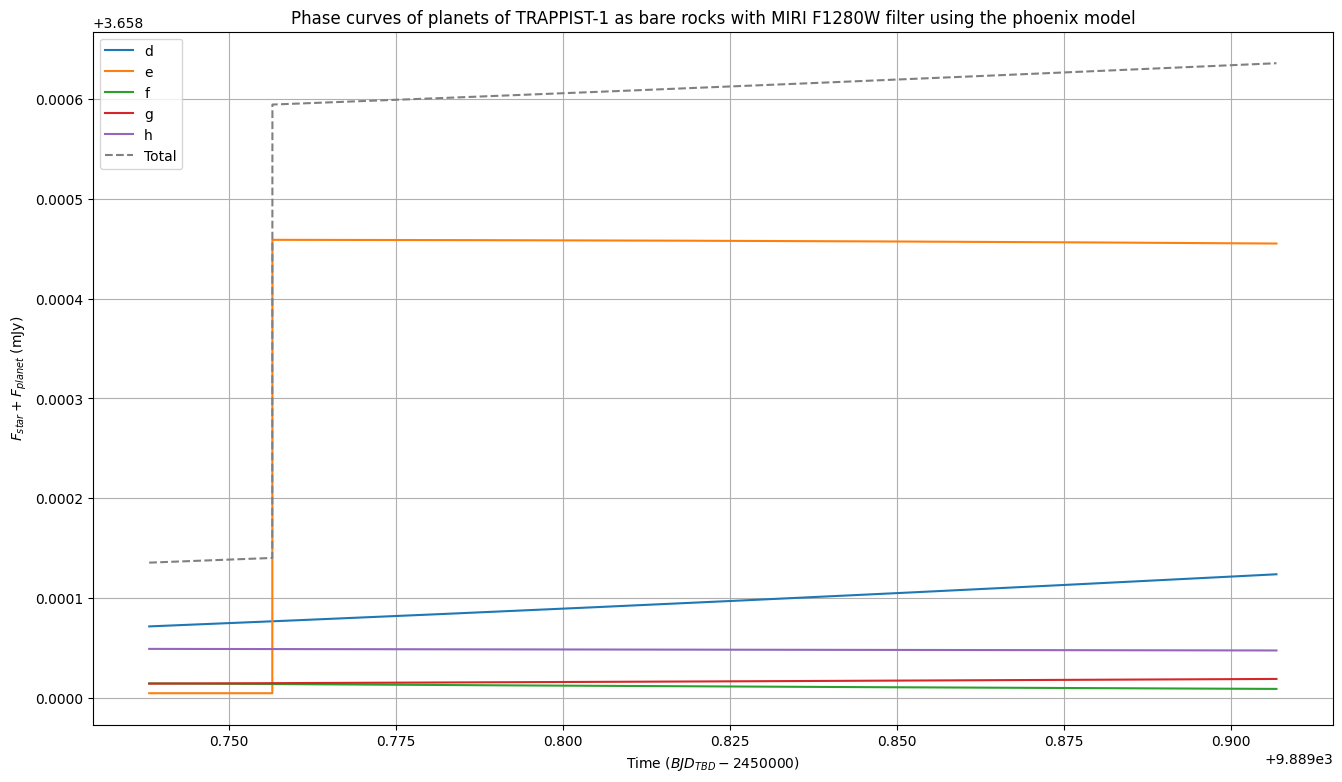 Phase curves of planets of TRAPPIST-1 as bare rocks with MIRI F1280W filter using the phoenix model
+3.658
d
e
f
g
h
Total
0.0006
0.0005
0.0004
0.0003
0.0002
0.0001
0.0000
F_{star} + F_{planet} (mJy)
0.750 0.775 0.800 0.825 0.850 0.875 0.900
+9.889e3
Time (BJD_{TBD} − 2450000)